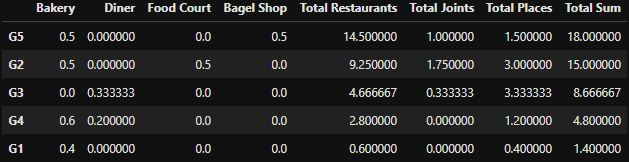 Bakery Diner Food Court Bagel Shop Total Restaurants Total Joints Total Places Total Sum
G5 0.5 0.000000 0.0 0.5 14.500000 1.000000 1.500000 18.000000
G2 0.5 0.000000 0.5 0.0 9.250000 1.750000 3.000000 15.000000
G3 0.0 0.333333 0.0 0.0 4.666667 0.333333 3.333333 8.666667
G4 0.6 0.200000 0.0 0.0 2.800000 0.000000 1.200000 4.800000
G1 0.4 0.000000 0.0 0.0 0.600000 0.000000 0.400000 1.400000